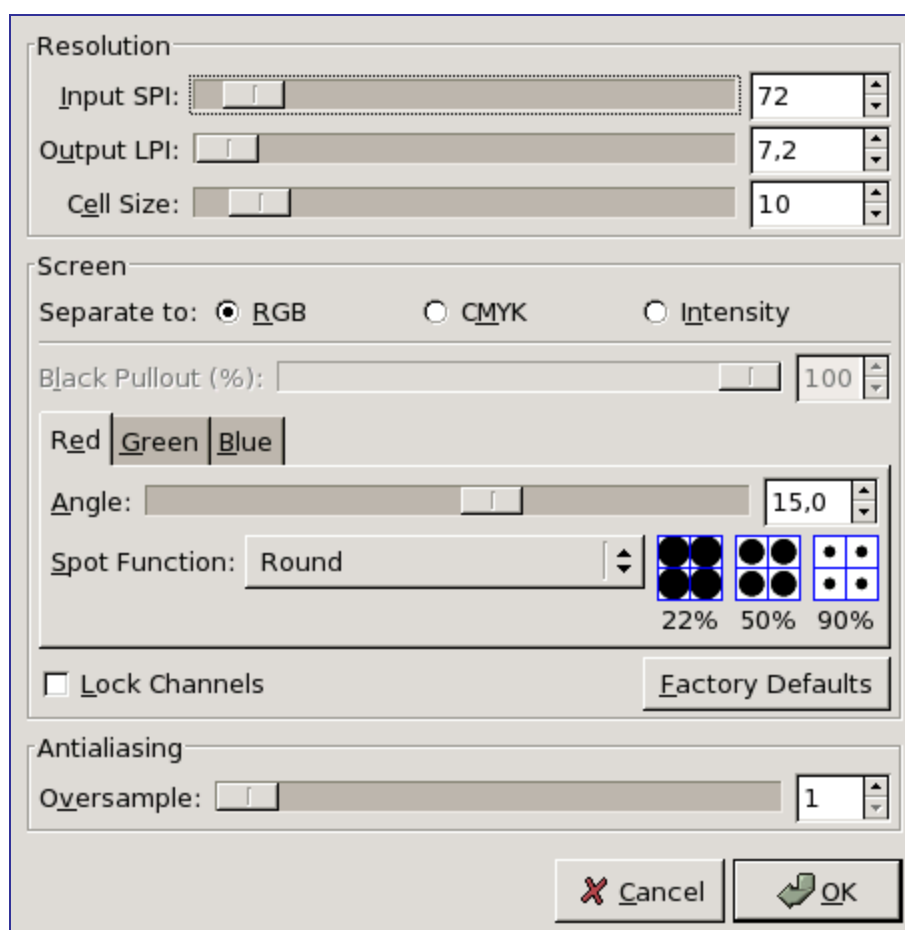 Resolution
Input SPI: 72
Output LPI: 7,2
Cell Size: 10
Screen
Separate to: RGB CMYK Intensity
Black Pullout (%): 100
Red Green Blue
Angle: 15,0
Spot Function: Round
22% 50% 90%
Lock Channels Factory Defaults
Antialiasing
Oversample: 1
Cancel OK